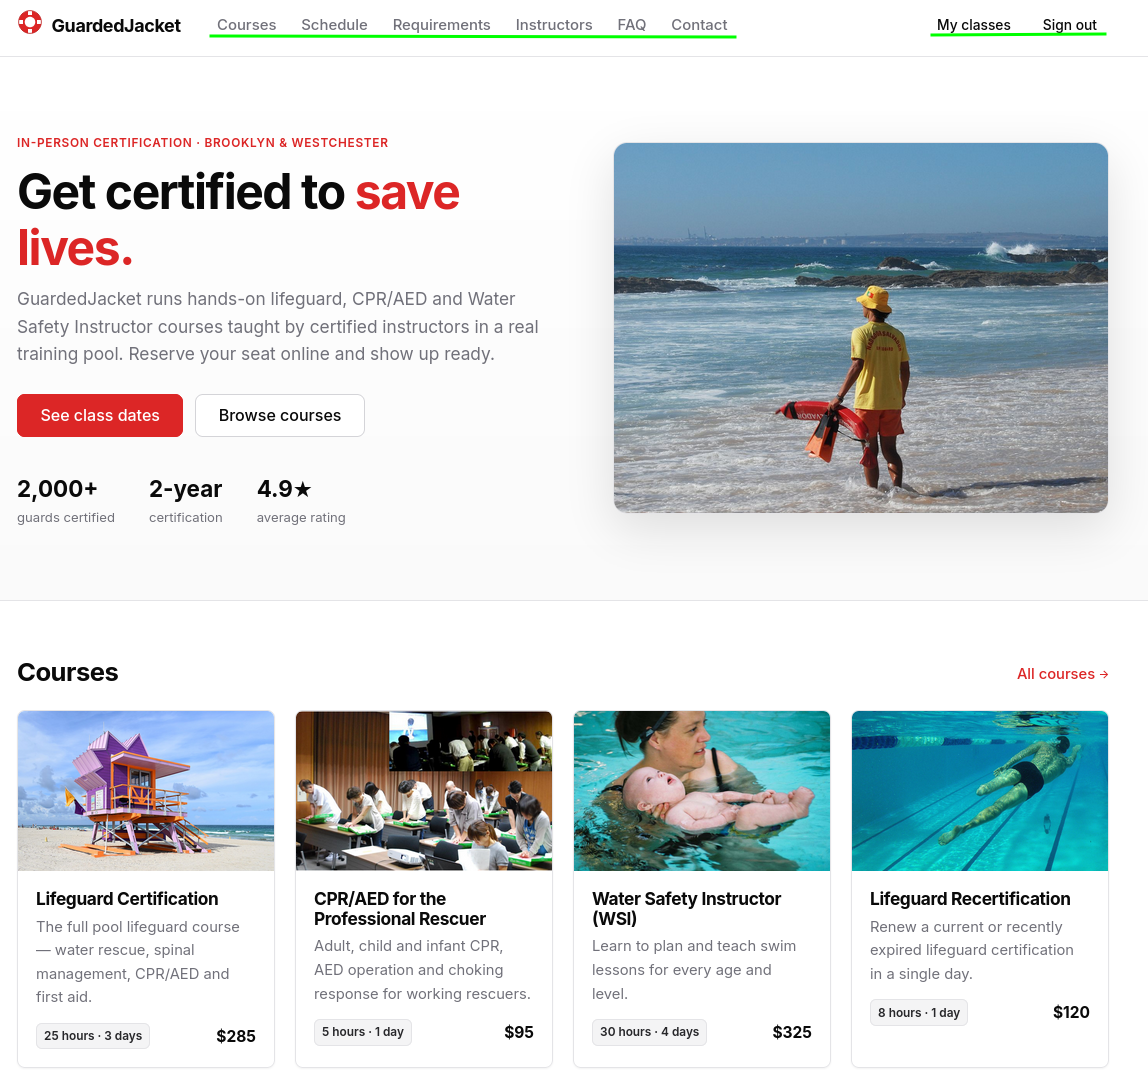 GuardedJacket
Courses Schedule Requirements Instructors FAQ Contact
My classes Sign out
IN-PERSON CERTIFICATION · BROOKLYN & WESTCHESTER
Get certified to save
lives.
GuardedJacket runs hands-on lifeguard, CPR/AED and Water
Safety Instructor courses taught by certified instructors in a real
training pool. Reserve your seat online and show up ready.
See class dates
Browse courses
2,000+
guards certified
2-year
certification
4.9★
average rating
Courses
All courses →
Lifeguard Certification
The full pool lifeguard course
— water rescue, spinal
management, CPR/AED and
first aid.
25 hours · 3 days
$285
CPR/AED for the
Professional Rescuer
Adult, child and infant CPR,
AED operation and choking
response for working rescuers.
5 hours · 1 day
$95
Water Safety Instructor
(WSI)
Learn to plan and teach swim
lessons for every age and
level.
30 hours · 4 days
$325
Lifeguard Recertification
Renew a current or recently
expired lifeguard certification
in a single day.
8 hours · 1 day
$120